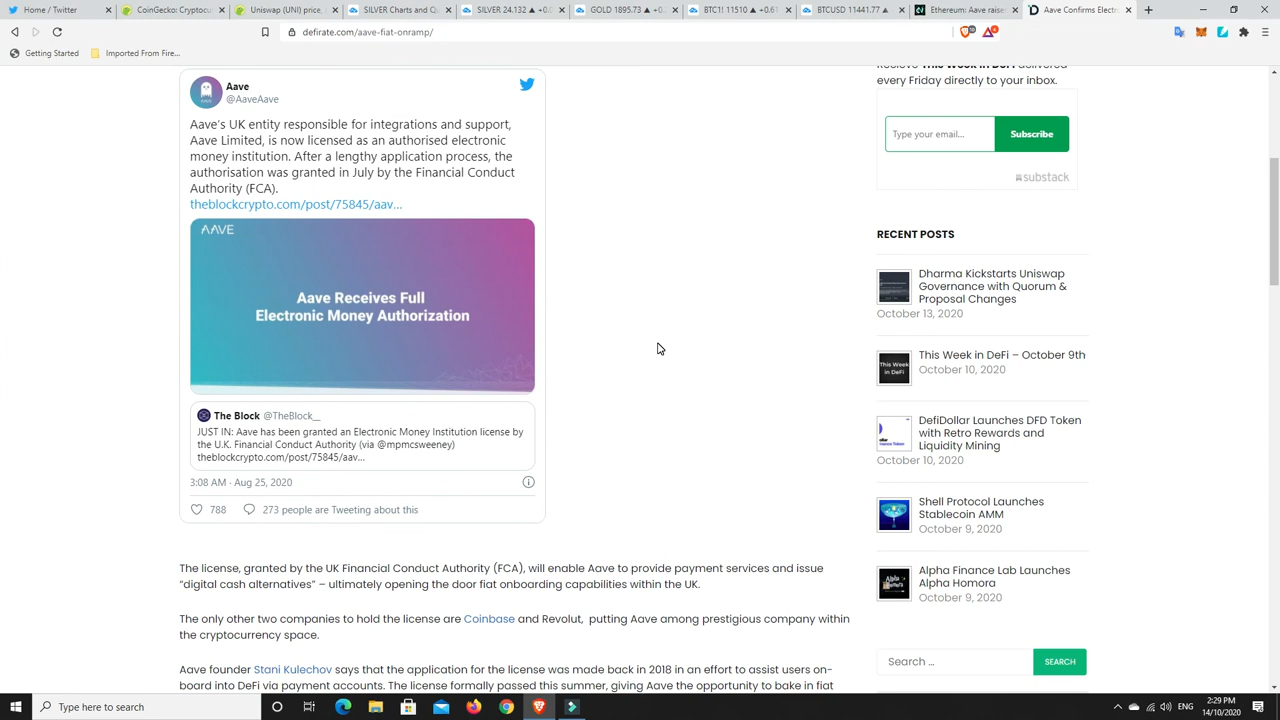 Home / Twitter
CoinGecko: Cryptocu
Uniswap (UNI) price
SILVER Charts and Qu
SILVER 24.132 ▲ +0.0
GOLD 1895.73 ▲ +0.
BTC1! 11510 ▲ +0.61
BTCUSD 11441.77 ▲
Ethereum: Aave raise
Aave Confirms Electr
defirate.com/aave-fiat-onramp/
Getting Started
Imported From Fire...
Aave
@AaveAave
Aave's UK entity responsible for integrations and support,
Aave Limited, is now licensed as an authorised electronic
money institution. After a lengthy application process, the
authorisation was granted in July by the Financial Conduct
Authority (FCA).
theblockcrypto.com/post/75845/aav...
AAVE
Aave Receives Full
Electronic Money Authorization
The Block @TheBlock__
JUST IN: Aave has been granted an Electronic Money Institution license by
the U.K. Financial Conduct Authority (via @mpmcsweeney)
theblockcrypto.com/post/75845/aav...
3:08 AM · Aug 25, 2020
788
273 people are Tweeting about this
The license, granted by the UK Financial Conduct Authority (FCA), will enable Aave to provide payment services and issue
"digital cash alternatives" – ultimately opening the door fiat onboarding capabilities within the UK.
The only other two companies to hold the license are Coinbase and Revolut, putting Aave among prestigious company within
the cryptocurrency space.
Aave founder Stani Kulechov says that the application for the license was made back in 2018 in an effort to assist users on-
board into DeFi via payment accounts. The license formally passed this summer, giving Aave the opportunity to bake in fiat
Recieve This Week in DeFi delivered
every Friday directly to your inbox.
Type your email...
Subscribe
substack
RECENT POSTS
Dharma Kickstarts Uniswap
Governance with Quorum &
Proposal Changes
October 13, 2020
This Week
in DeFi
This Week in DeFi – October 9th
October 10, 2020
DefiDollar Launches DFD Token
with Retro Rewards and
Liquidity Mining
October 10, 2020
Shell Protocol Launches
Stablecoin AMM
October 9, 2020
Alpha Finance Lab Launches
Alpha Homora
October 9, 2020
Search ...
SEARCH
Type here to search
ENG
2:29 PM
14/10/2020